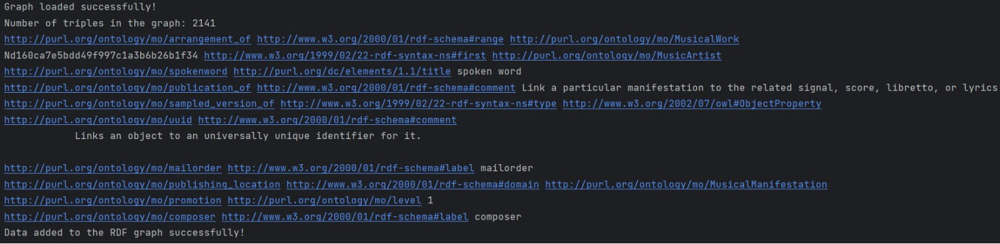 Graph loaded successfully!
Number of triples in the graph: 2141
http://purl.org/ontology/mo/arrangement_of http://www.w3.org/2000/01/rdf-schema#range http://purl.org/ontology/mo/MusicalWork
Nd160ca7e5bdd49f997c1a3b6b26b1f34 http://www.w3.org/1999/02/22-rdf-syntax-ns#first http://purl.org/ontology/mo/MusicArtist
http://purl.org/ontology/mo/spokenword http://purl.org/dc/elements/1.1/title spoken word
http://purl.org/ontology/mo/publication_of http://www.w3.org/2000/01/rdf-schema#comment Link a particular manifestation to the related signal, score, libretto, or lyrics
http://purl.org/ontology/mo/sampled_version_of http://www.w3.org/1999/02/22-rdf-syntax-ns#type http://www.w3.org/2002/07/owl#ObjectProperty
http://purl.org/ontology/mo/uuid http://www.w3.org/2000/01/rdf-schema#comment
Links an object to an universally unique identifier for it.
http://purl.org/ontology/mo/mailorder http://www.w3.org/2000/01/rdf-schema#label mailorder
http://purl.org/ontology/mo/publishing_location http://www.w3.org/2000/01/rdf-schema#domain http://purl.org/ontology/mo/MusicalManifestation
http://purl.org/ontology/mo/promotion http://purl.org/ontology/mo/level 1
http://purl.org/ontology/mo/composer http://www.w3.org/2000/01/rdf-schema#label composer
Data added to the RDF graph successfully!